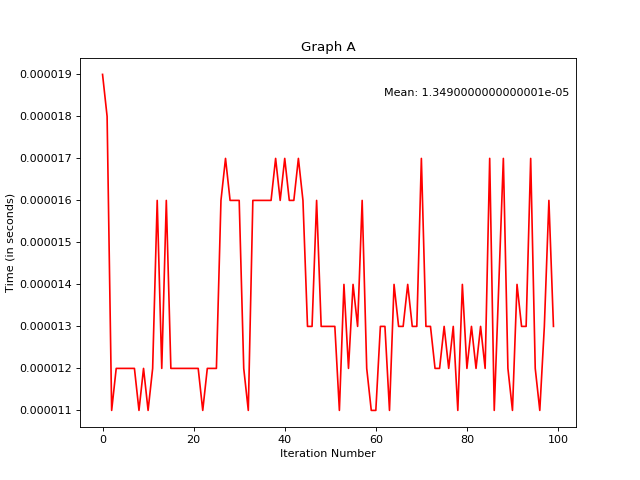 Graph A
Mean: 1.3490000000000001e-05
0.000019
0.000018
0.000017
0.000016
0.000015
0.000014
0.000013
0.000012
0.000011
Time (in seconds)
0 20 40 60 80 100
Iteration Number